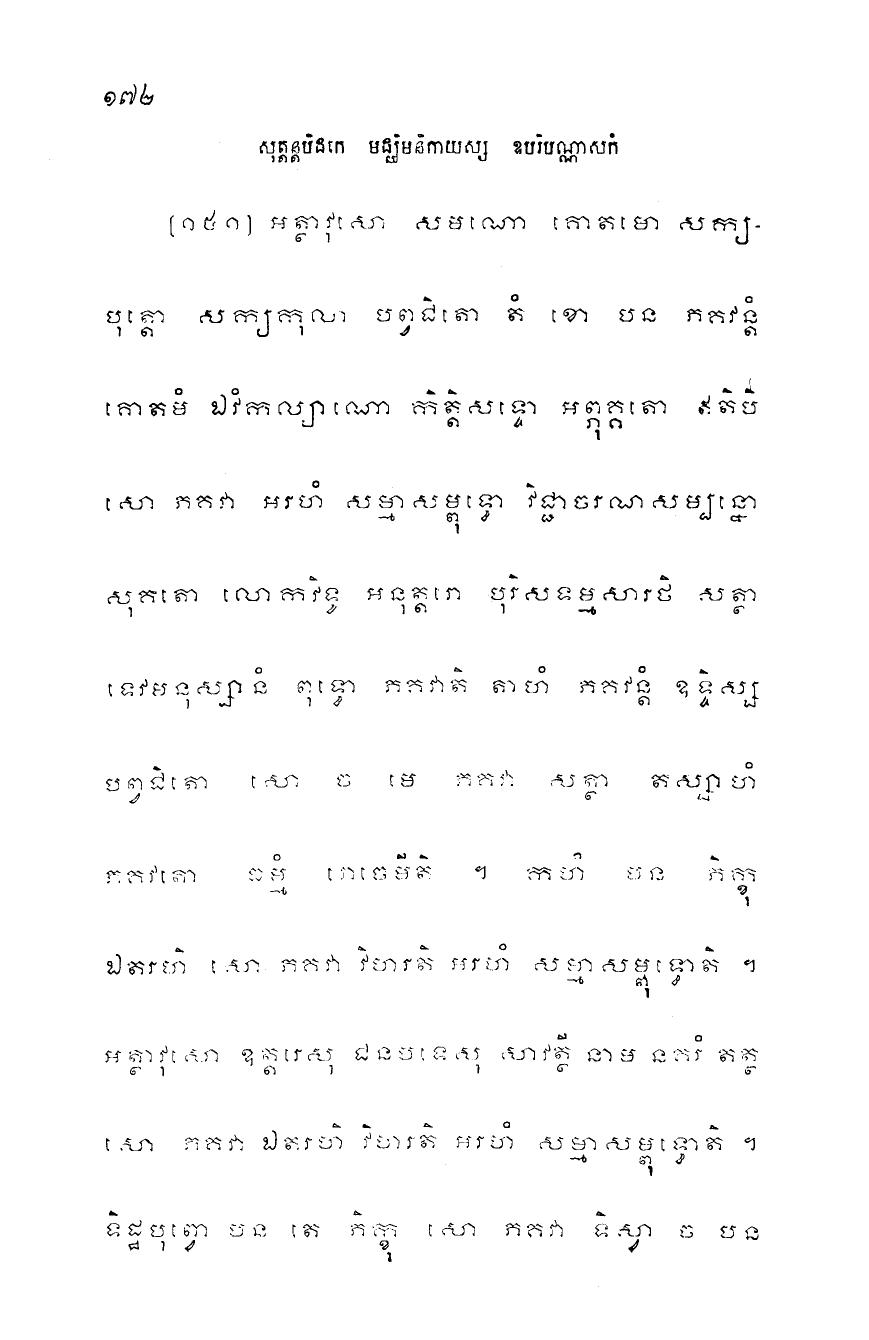 ១៧២
សុត្តន្តបិដកេ មជ្ឈិមនិកាយស្ស ឧបរិបណ្ណាសកំ
[១៥១] អត្ថាវុសោ សមណោ គោតមោ សក្យ-
បុត្តោ សក្យកុលា បព្វជិតោ តំ ខោ បន ភគវន្តំ
គោតមំ ឯវំកល្យាណោ កិត្តិសទ្ទោ អព្ភុគ្គតោ ឥតិបិ
សោ ភគវា អរហំ សម្មាសម្ពុទ្ធោ វិជ្ជាចរណសម្បន្នោ
សុគតោ លោកវិទូ អនុត្តរោ បុរិសទម្មសារថិ សត្ថា
ទេវមនុស្សានំ ពុទ្ធោ ភគវាតិ តាហំ ភគវន្តំ ឧទ្ទិស្ស
បព្វជិតោ សោ ច មេ ភគវា សត្ថា តស្សាហំ
ភគវតោ ធម្មំ រោចេមីតិ ។ កហំ បន ភិក្ខុ
ឯតរហិ សោ ភគវា វិហរតិ អរហំ សម្មាសម្ពុទ្ធោតិ ។
អត្ថាវុសោ ឧត្តរេសុ ជនបទេសុ សាវត្ថី នាម នគរំ តត្ថ
សោ ភគវា ឯតរហិ វិហរតិ អរហំ សម្មាសម្ពុទ្ធោតិ ។
ទិដ្ឋបុព្វោ បន តេ ភិក្ខុ សោ ភគវា ទិស្វា ច បន